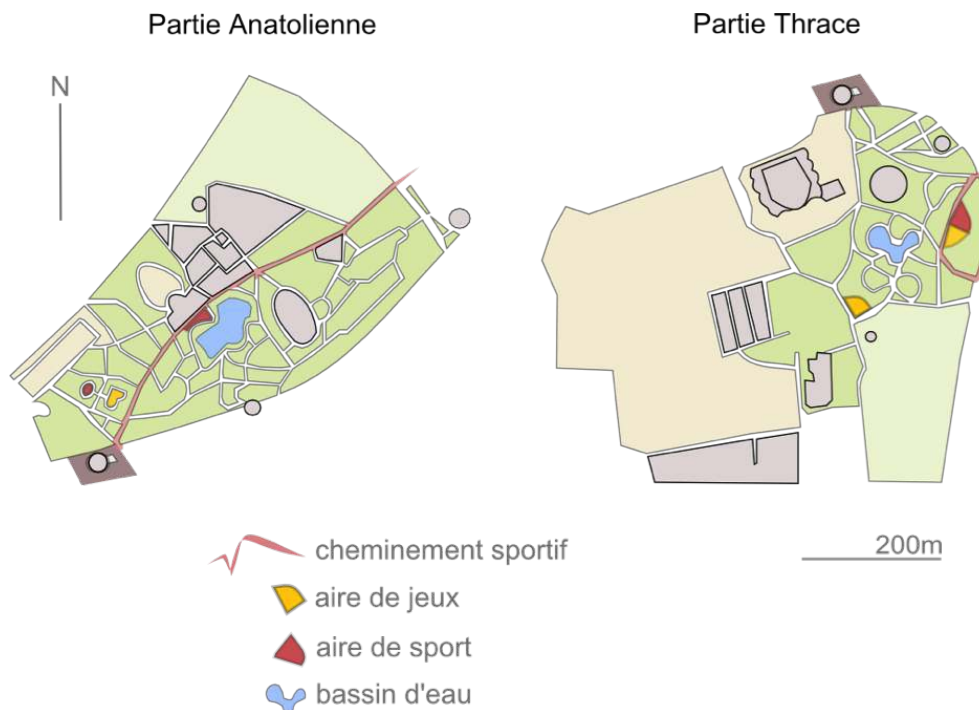 Partie Anatolienne
Partie Thrace
N
200m
cheminement sportif
aire de jeux
aire de sport
bassin d'eau